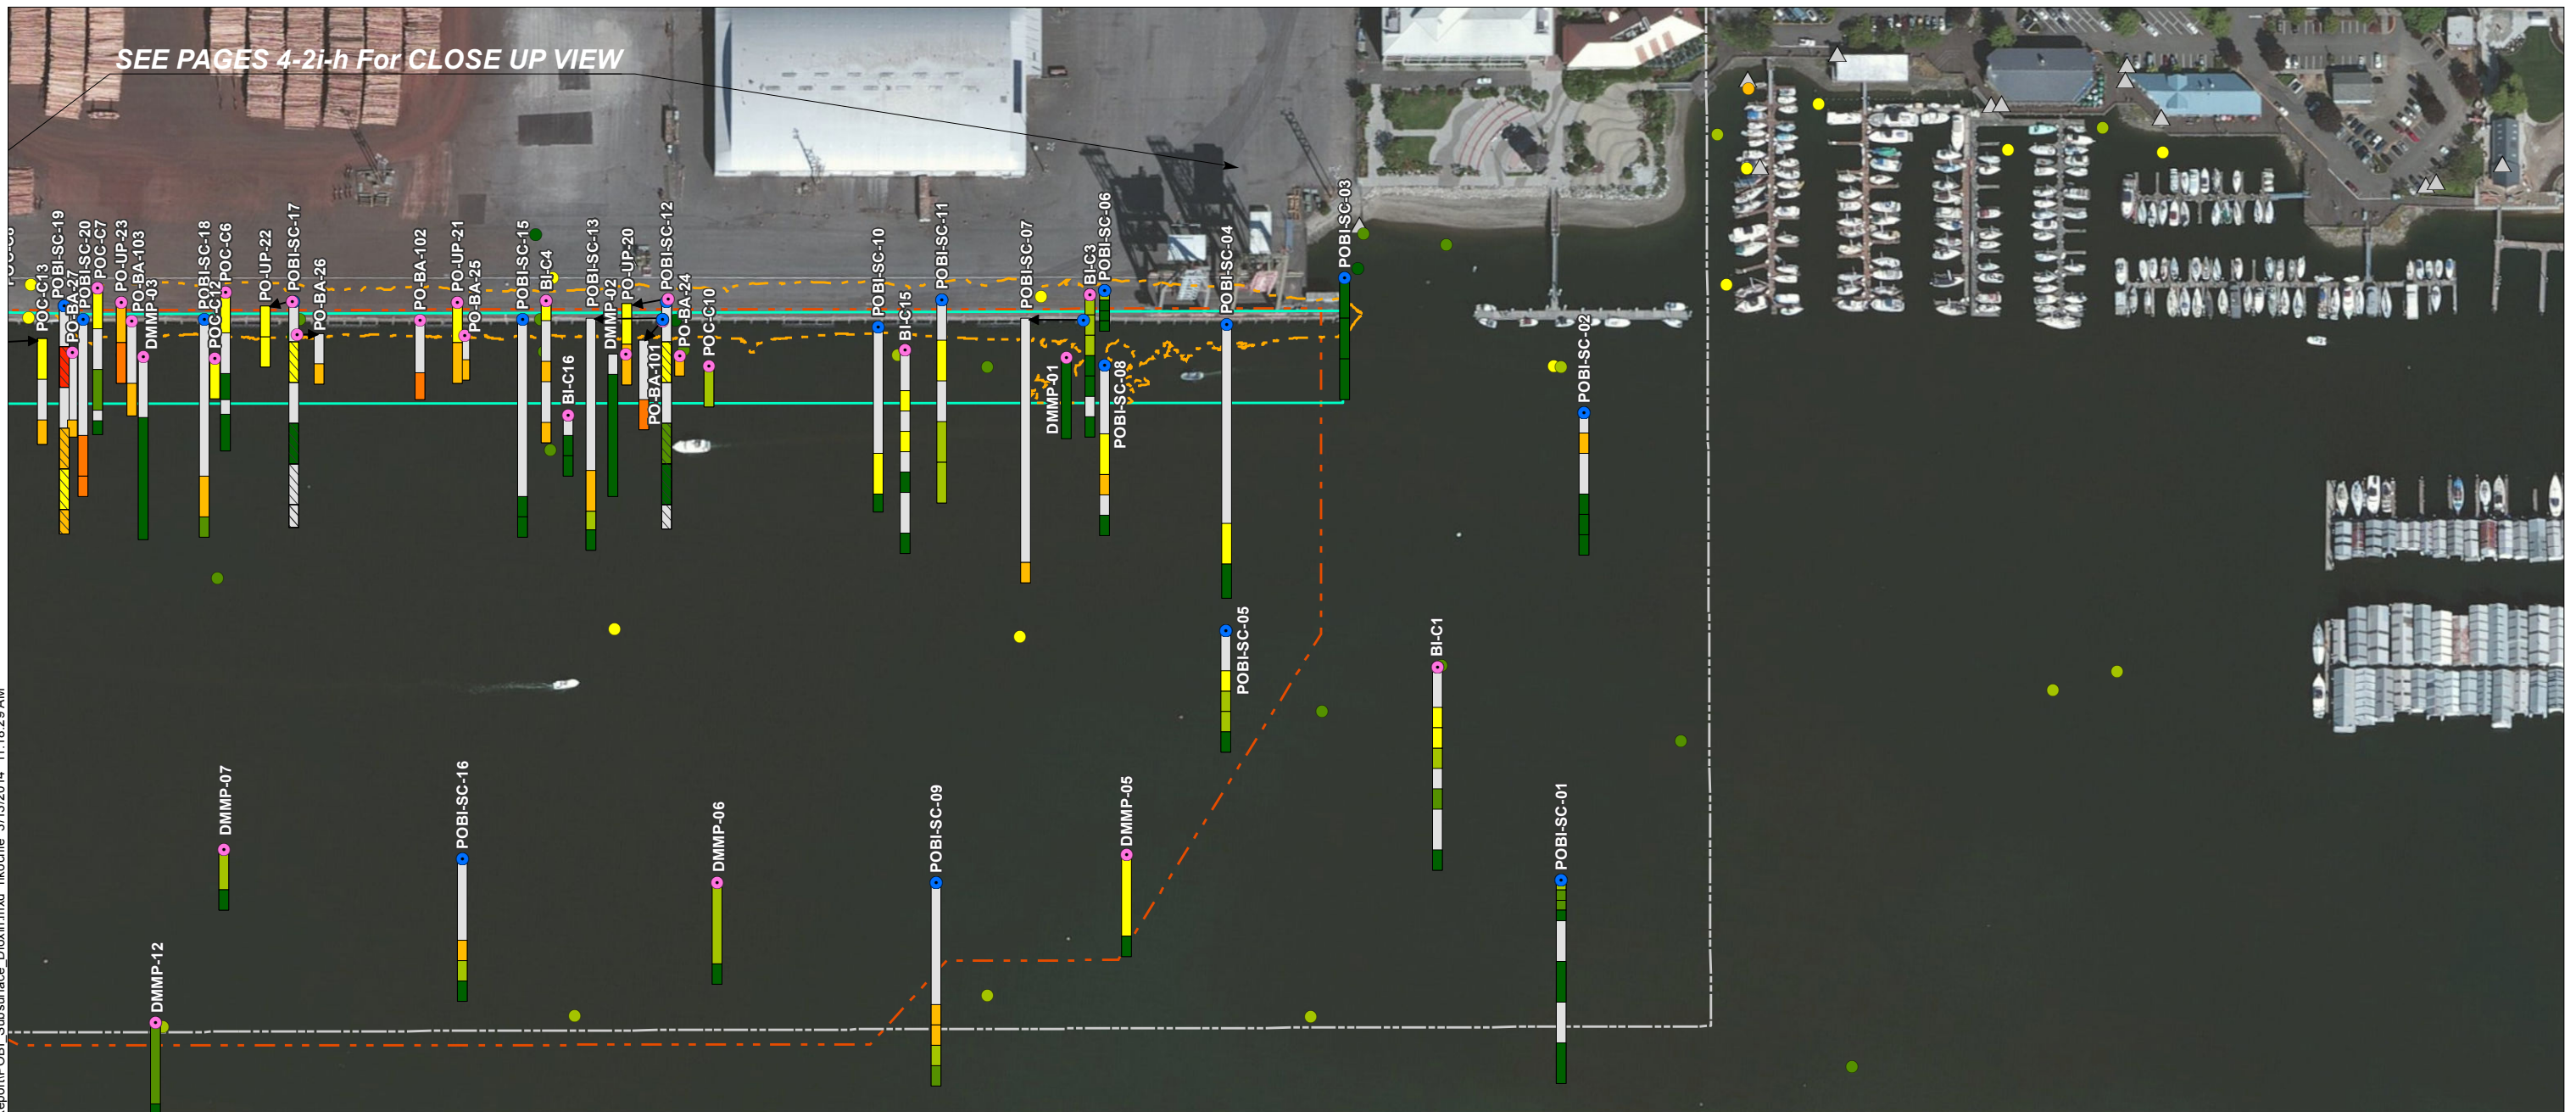 SEE PAGES 4-2i-h For CLOSE UP VIEW
POC-C13
POBI-SC-19
PO-BA-27
POBI-SC-20
POC-C7
PO-UP-23
PO-BA-103
DMMP-03
POBI-SC-18
POC-C12
POC-C6
PO-UP-22
POBI-SC-17
PO-BA-26
PO-BA-102
PO-UP-21
PO-BA-25
POBI-SC-15
BI-C4
BI-C16
POBI-SC-13
DMMP-02
PO-UP-20
PO-BA-101
POBI-SC-12
PO-BA-24
POC-C10
POBI-SC-10
BI-C15
POBI-SC-11
POBI-SC-07
DMMP-01
BI-C3
POBI-SC-06
POBI-SC-08
POBI-SC-04
POBI-SC-03
POBI-SC-02
POBI-SC-05
BI-C1
DMMP-07
POBI-SC-16
DMMP-06
POBI-SC-09
DMMP-05
POBI-SC-01
DMMP-12